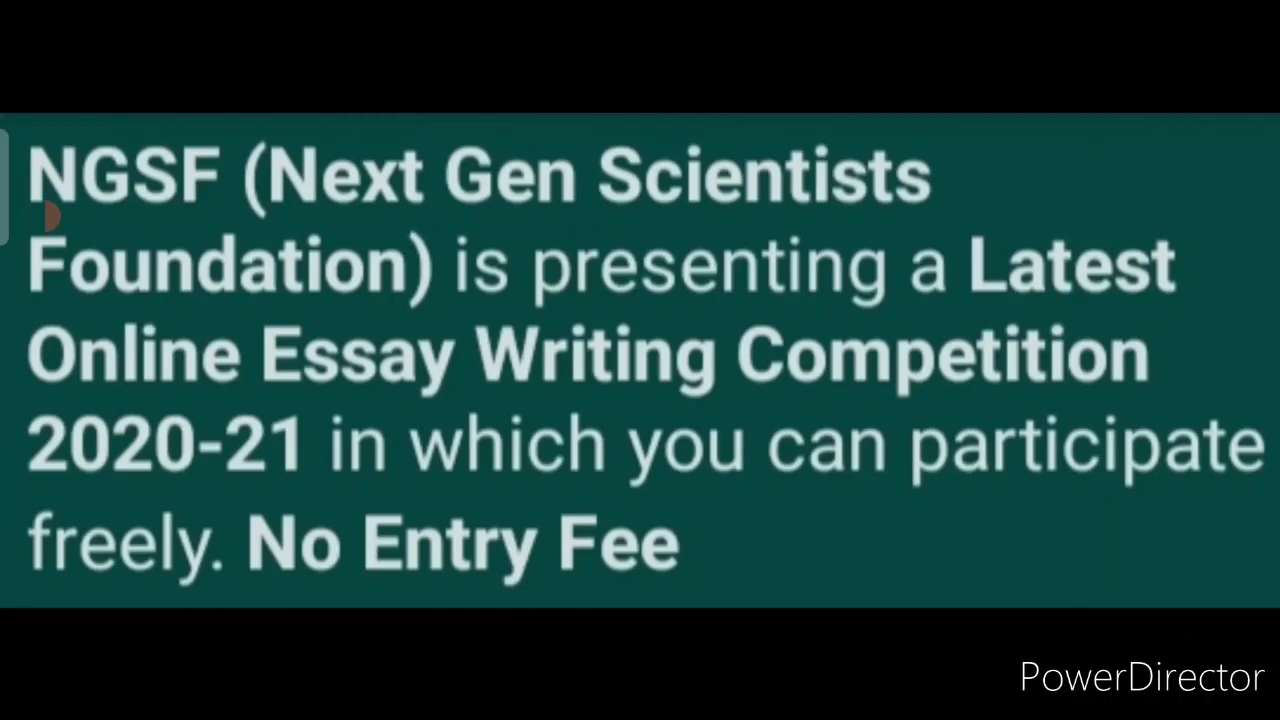 NGSF (Next Gen Scientists
Foundation) is presenting a Latest
Online Essay Writing Competition
2020-21 in which you can participate
freely. No Entry Fee
PowerDirector